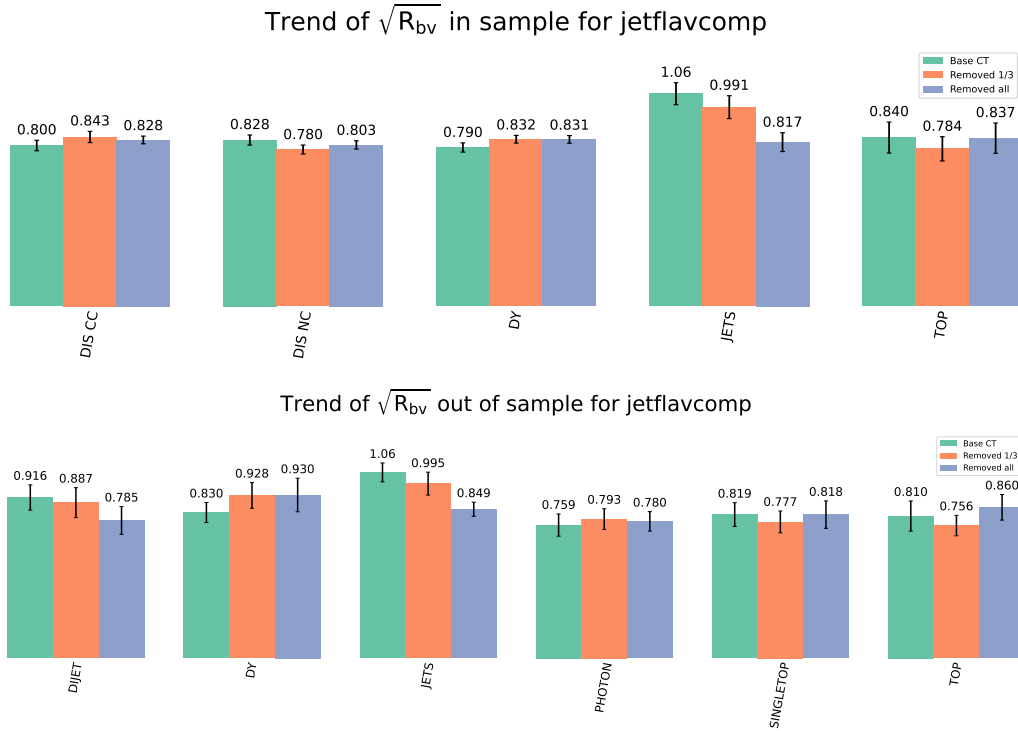 Trend of √R_bv in sample for jetflavcomp
Base CT
Removed 1/3
Removed all
0.800 0.843 0.828
0.828 0.780 0.803
0.790 0.832 0.831
1.06 0.991 0.817
0.840 0.784 0.837
DIS CC
DIS NC
DY
JETS
TOP
Trend of √R_bv out of sample for jetflavcomp
Base CT
Removed 1/3
Removed all
0.916 0.887 0.785
0.830 0.928 0.930
1.06 0.995 0.849
0.759 0.793 0.780
0.819 0.777 0.818
0.810 0.756 0.860
DIJET
DY
JETS
PHOTON
SINGLETOP
TOP